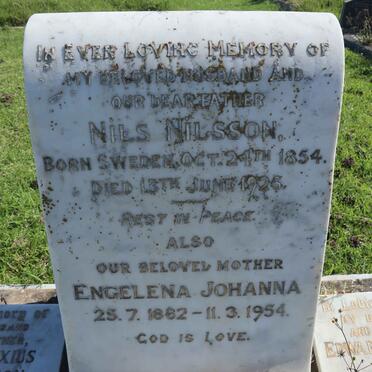 In Ever Loving Memory of
my beloved husband and
our dear father
Nils Nilsson.
Born Sweden, Oct. 24th 1854.
Died 13th June 1925.
Rest in Peace.
Also
our beloved mother
Engelena Johanna
25.7.1882 - 11.3.1954.
God is Love.